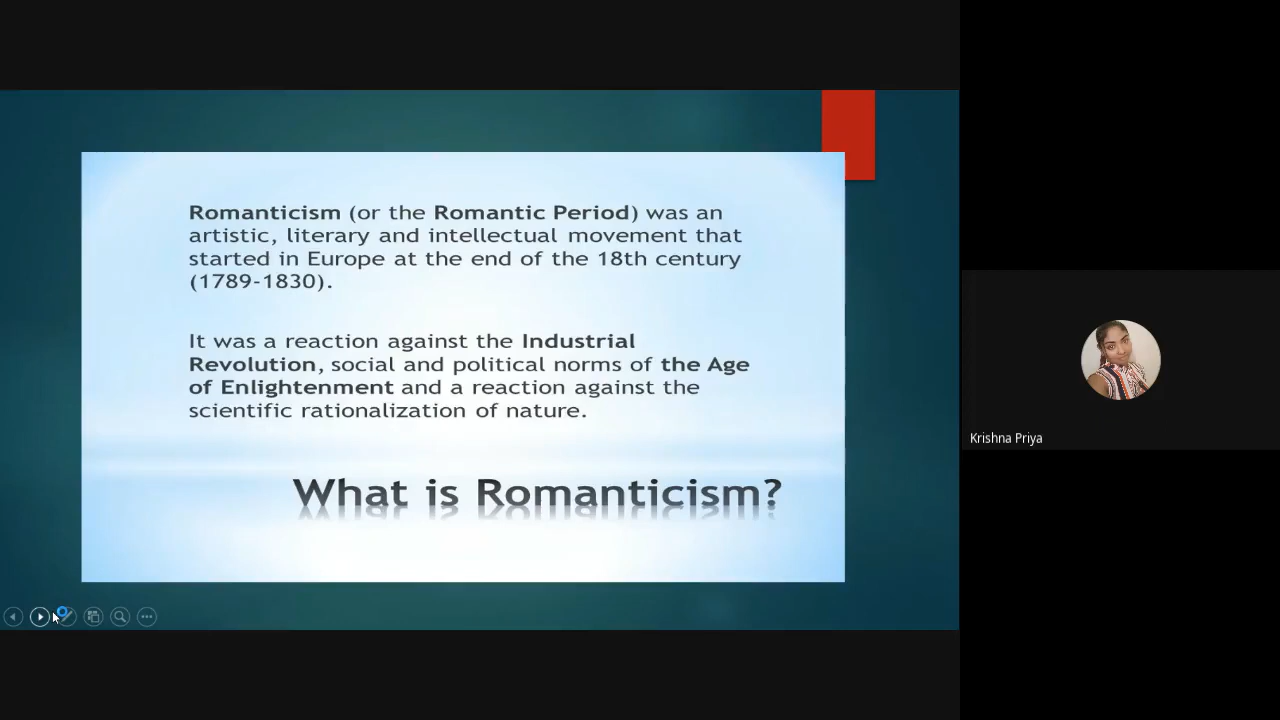 Romanticism (or the Romantic Period) was an
artistic, literary and intellectual movement that
started in Europe at the end of the 18th century
(1789-1830).
It was a reaction against the Industrial
Revolution, social and political norms of the Age
of Enlightenment and a reaction against the
scientific rationalization of nature.
What is Romanticism?
Krishna Priya